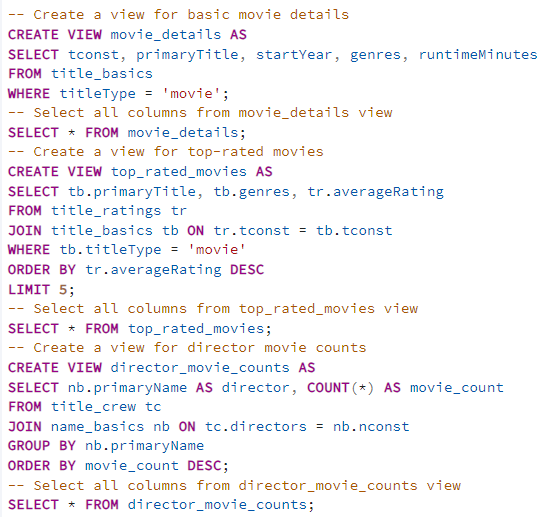 -- Create a view for basic movie details
CREATE VIEW movie_details AS
SELECT tconst, primaryTitle, startYear, genres, runtimeMinutes
FROM title_basics
WHERE titleType = 'movie';
-- Select all columns from movie_details view
SELECT * FROM movie_details;
-- Create a view for top-rated movies
CREATE VIEW top_rated_movies AS
SELECT tb.primaryTitle, tb.genres, tr.averageRating
FROM title_ratings tr
JOIN title_basics tb ON tr.tconst = tb.tconst
WHERE tb.titleType = 'movie'
ORDER BY tr.averageRating DESC
LIMIT 5;
-- Select all columns from top_rated_movies view
SELECT * FROM top_rated_movies;
-- Create a view for director movie counts
CREATE VIEW director_movie_counts AS
SELECT nb.primaryName AS director, COUNT(*) AS movie_count
FROM title_crew tc
JOIN name_basics nb ON tc.directors = nb.nconst
GROUP BY nb.primaryName
ORDER BY movie_count DESC;
-- Select all columns from director_movie_counts view
SELECT * FROM director_movie_counts;